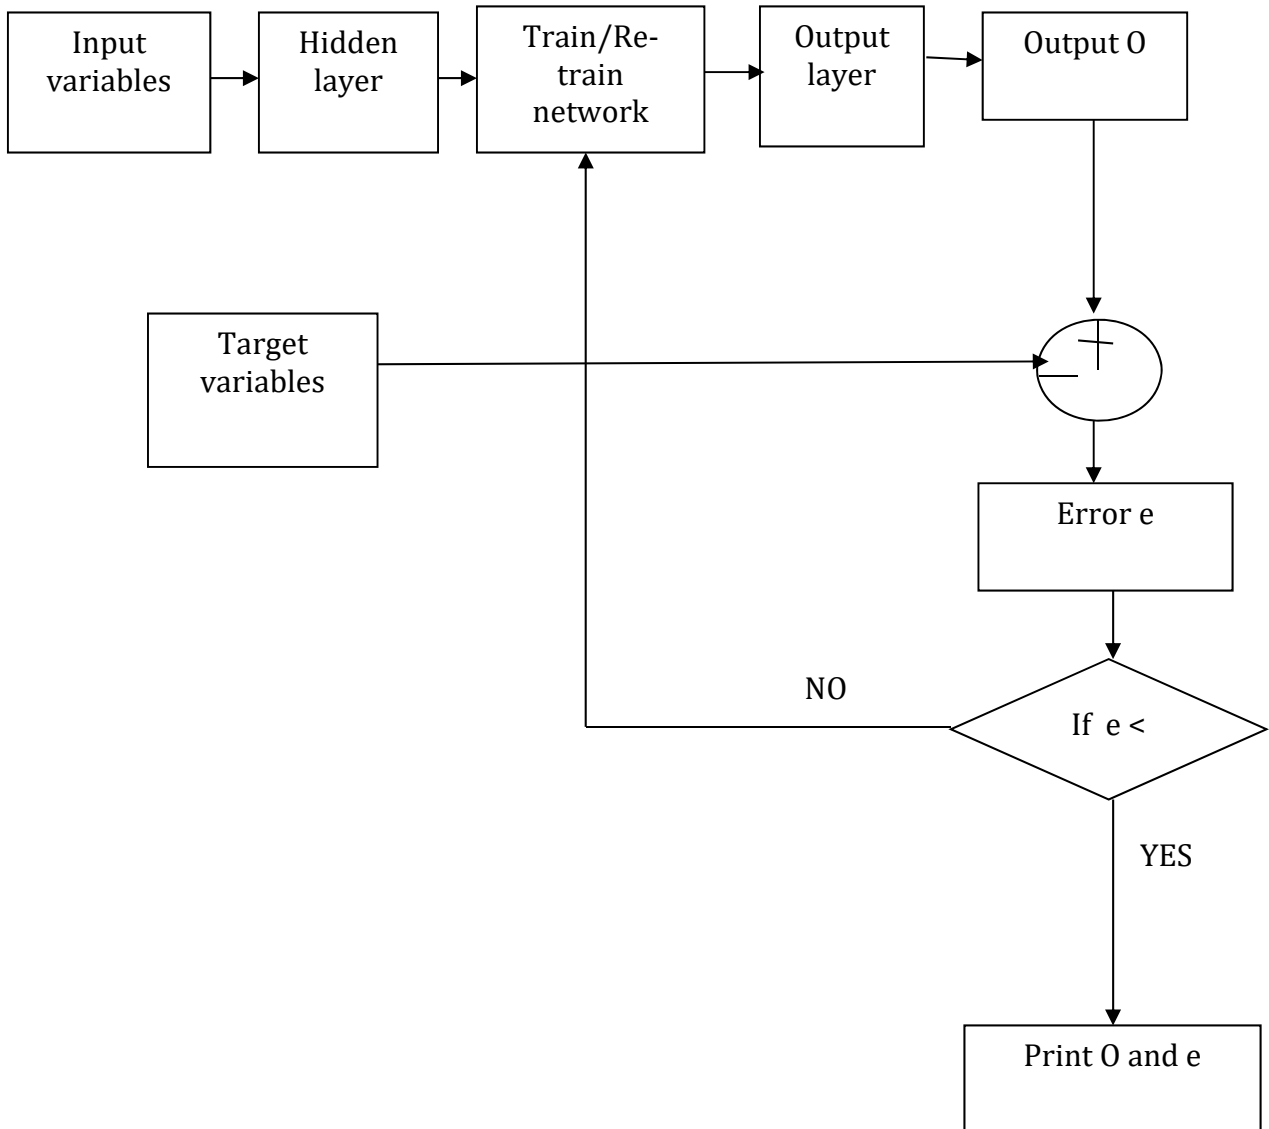 Input
variables
Hidden
layer
Train/Re-
train
network
Output
layer
Output O
Target
variables
Error e
NO
If e <
YES
Print O and e